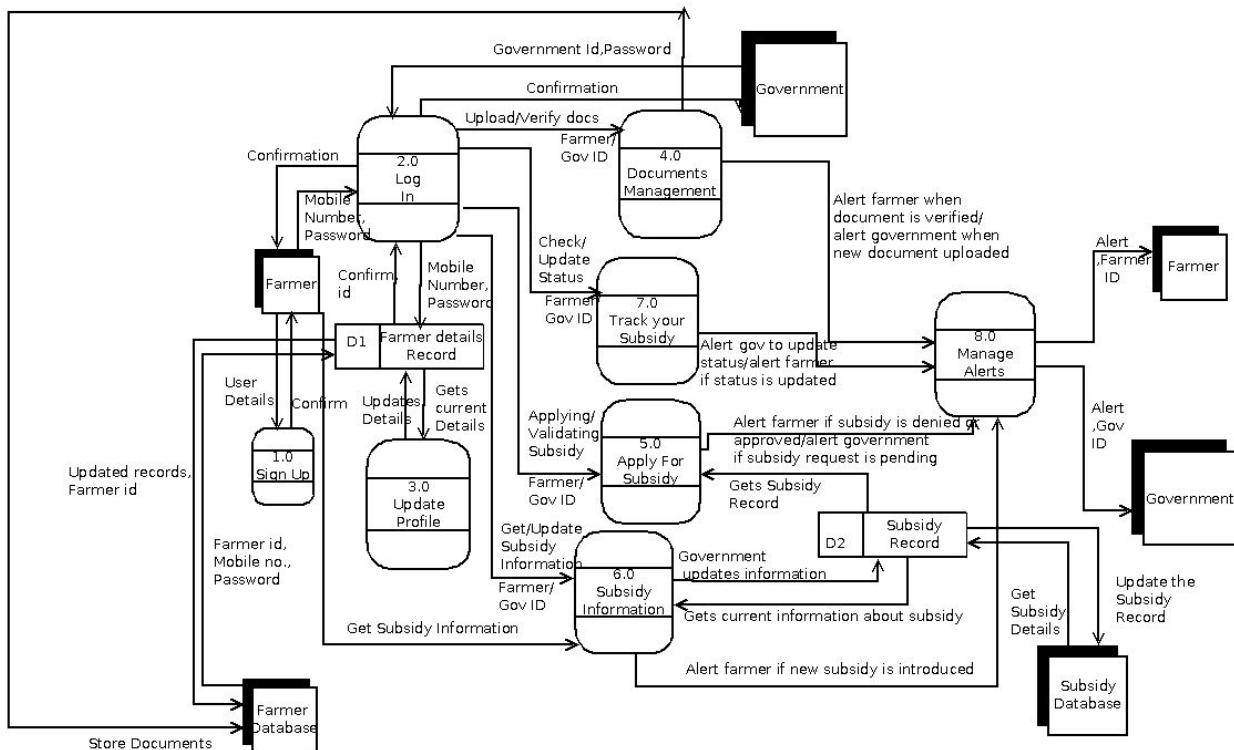 Government Id,Password
Government
Confirmation
Upload/Verify docs
Farmer/
Gov ID
4.0
Documents
Management
Confirmation
2.0
Log
In
Mobile
Number,
Password
Alert farmer when
document is verified/
alert government when
new document uploaded
Check/
Update
Status
Farmer/
Gov ID
Alert
,Farmer
ID
Farmer
Farmer
Confirm,
id
Mobile
Number,
Password
7.0
Track your
Subsidy
D1
Farmer details
Record
8.0
Manage
Alerts
Alert gov to update
status/alert farmer
if status is updated
User
Details
Confirm
Updates
Details
Gets
current
Details
Applying/
Validating
Subsidy
Farmer/
Gov ID
5.0
Apply For
Subsidy
Alert farmer if subsidy is denied or
approved/alert government
if subsidy request is pending
Alert
,Gov
ID
1.0
Sign Up
Updated records,
Farmer id
3.0
Update
Profile
Gets Subsidy
Record
Government
D2
Subsidy
Record
Farmer id,
Mobile no.,
Password
Get/Update
Subsidy
Information
Farmer/
Gov ID
6.0
Subsidy
Information
Government
updates information
Gets current information about subsidy
Get
Subsidy
Details
Update the
Subsidy
Record
Get Subsidy Information
Alert farmer if new subsidy is introduced
Subsidy
Database
Farmer
Database
Store Documents